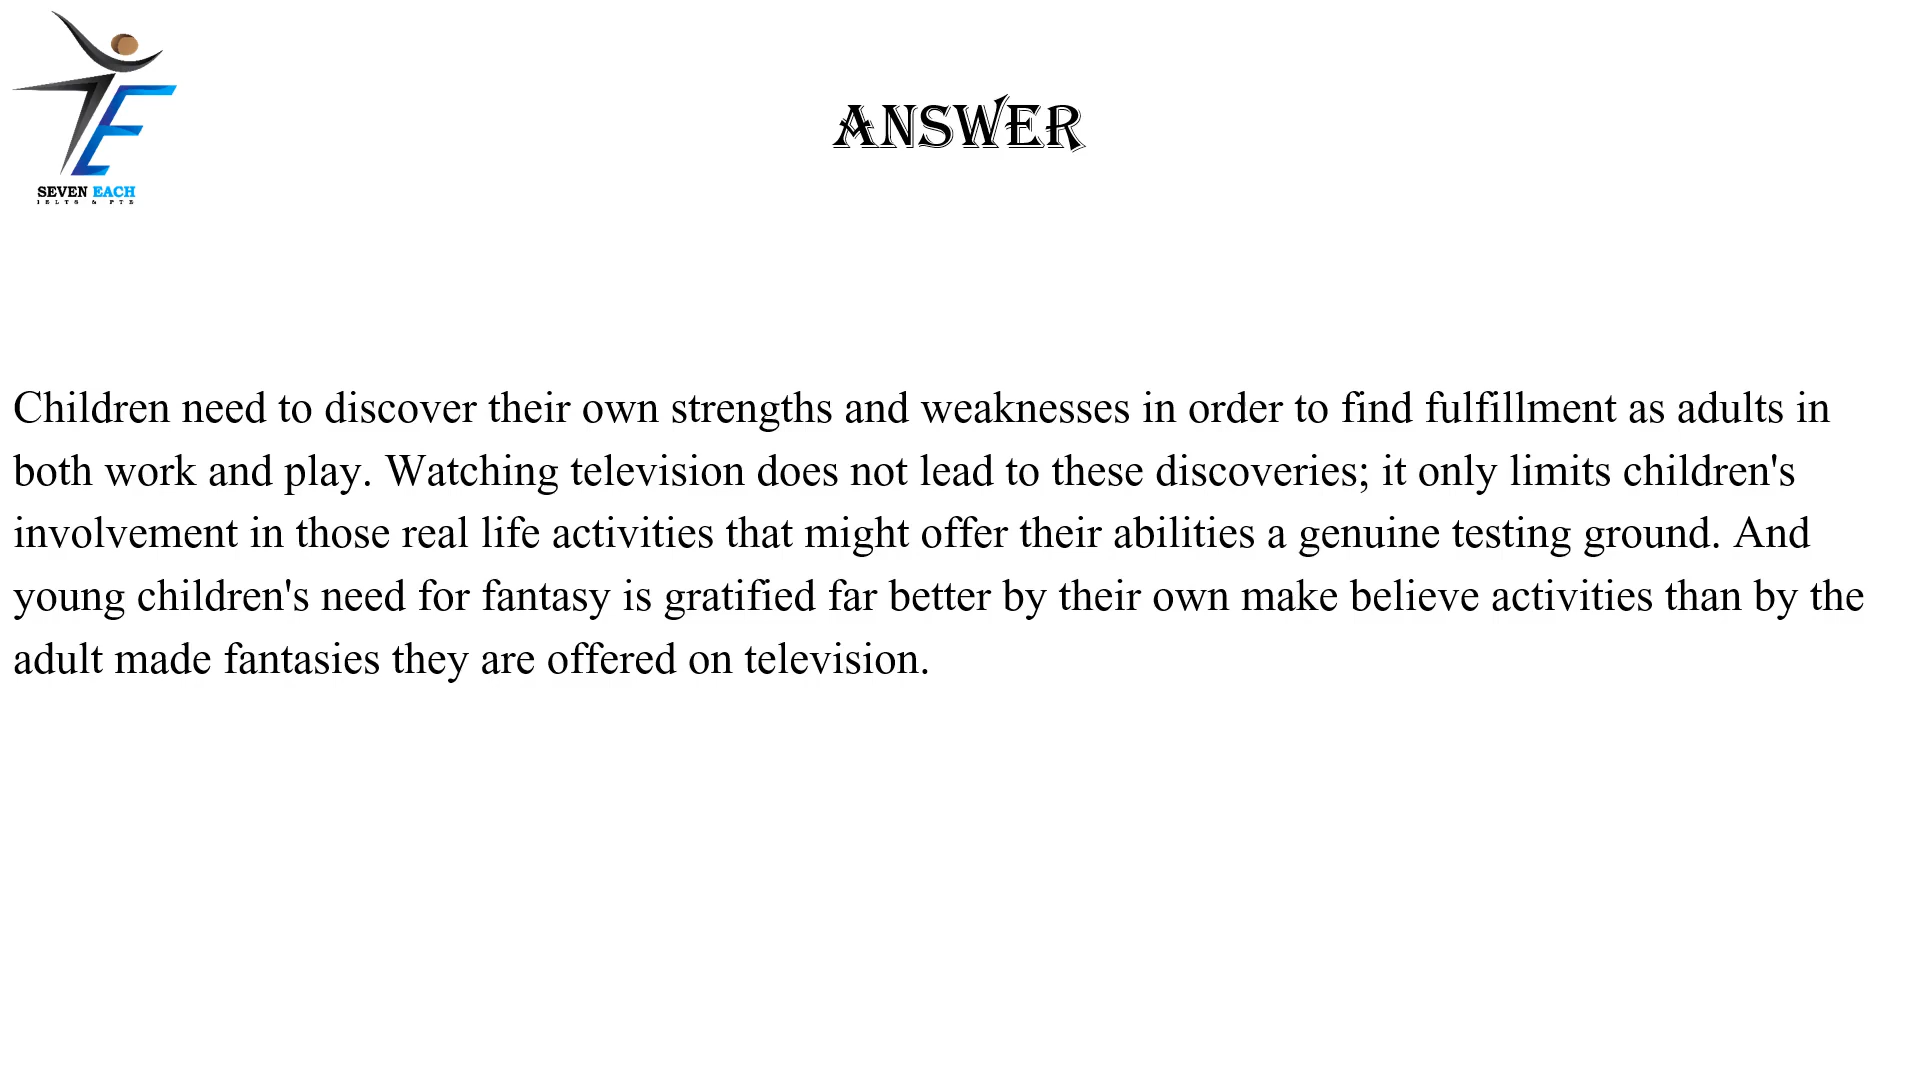 SEVEN EACH
IELTS & PTE
ANSWER
Children need to discover their own strengths and weaknesses in order to find fulfillment as adults in
both work and play. Watching television does not lead to these discoveries; it only limits children's
involvement in those real life activities that might offer their abilities a genuine testing ground. And
young children's need for fantasy is gratified far better by their own make believe activities than by the
adult made fantasies they are offered on television.